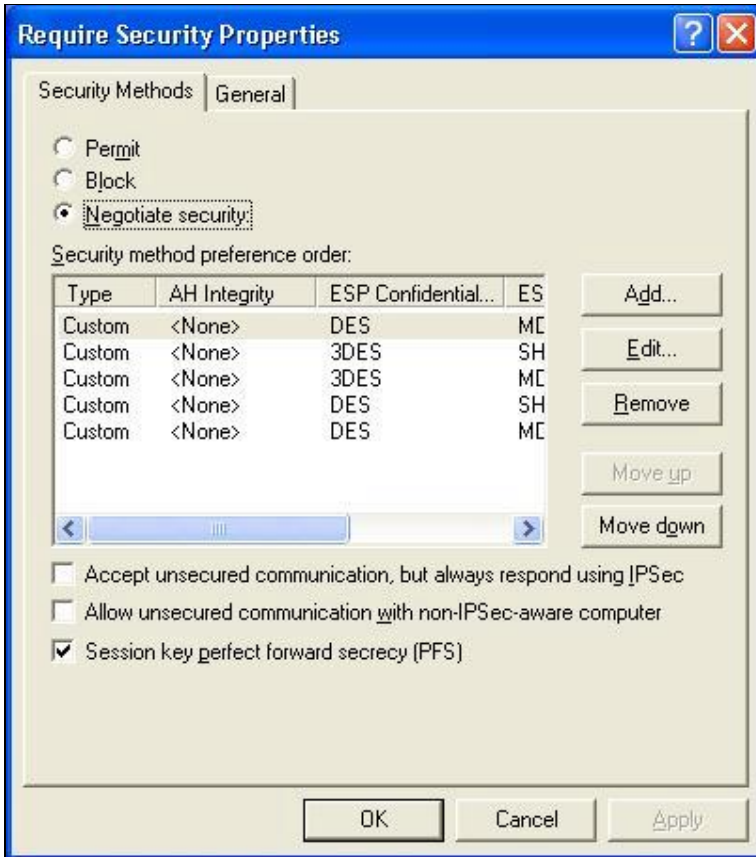 Require Security Properties
Security Methods General
Permit
Block
Negotiate security:
Security method preference order:
Type AH Integrity ESP Confidential... ES
Custom <None> DES MD
Custom <None> 3DES SH
Custom <None> 3DES MD
Custom <None> DES SH
Custom <None> DES MD
Add...
Edit...
Remove
Move up
Move down
Accept unsecured communication, but always respond using IPSec
Allow unsecured communication with non-IPSec-aware computer
Session key perfect forward secrecy (PFS)
OK Cancel Apply